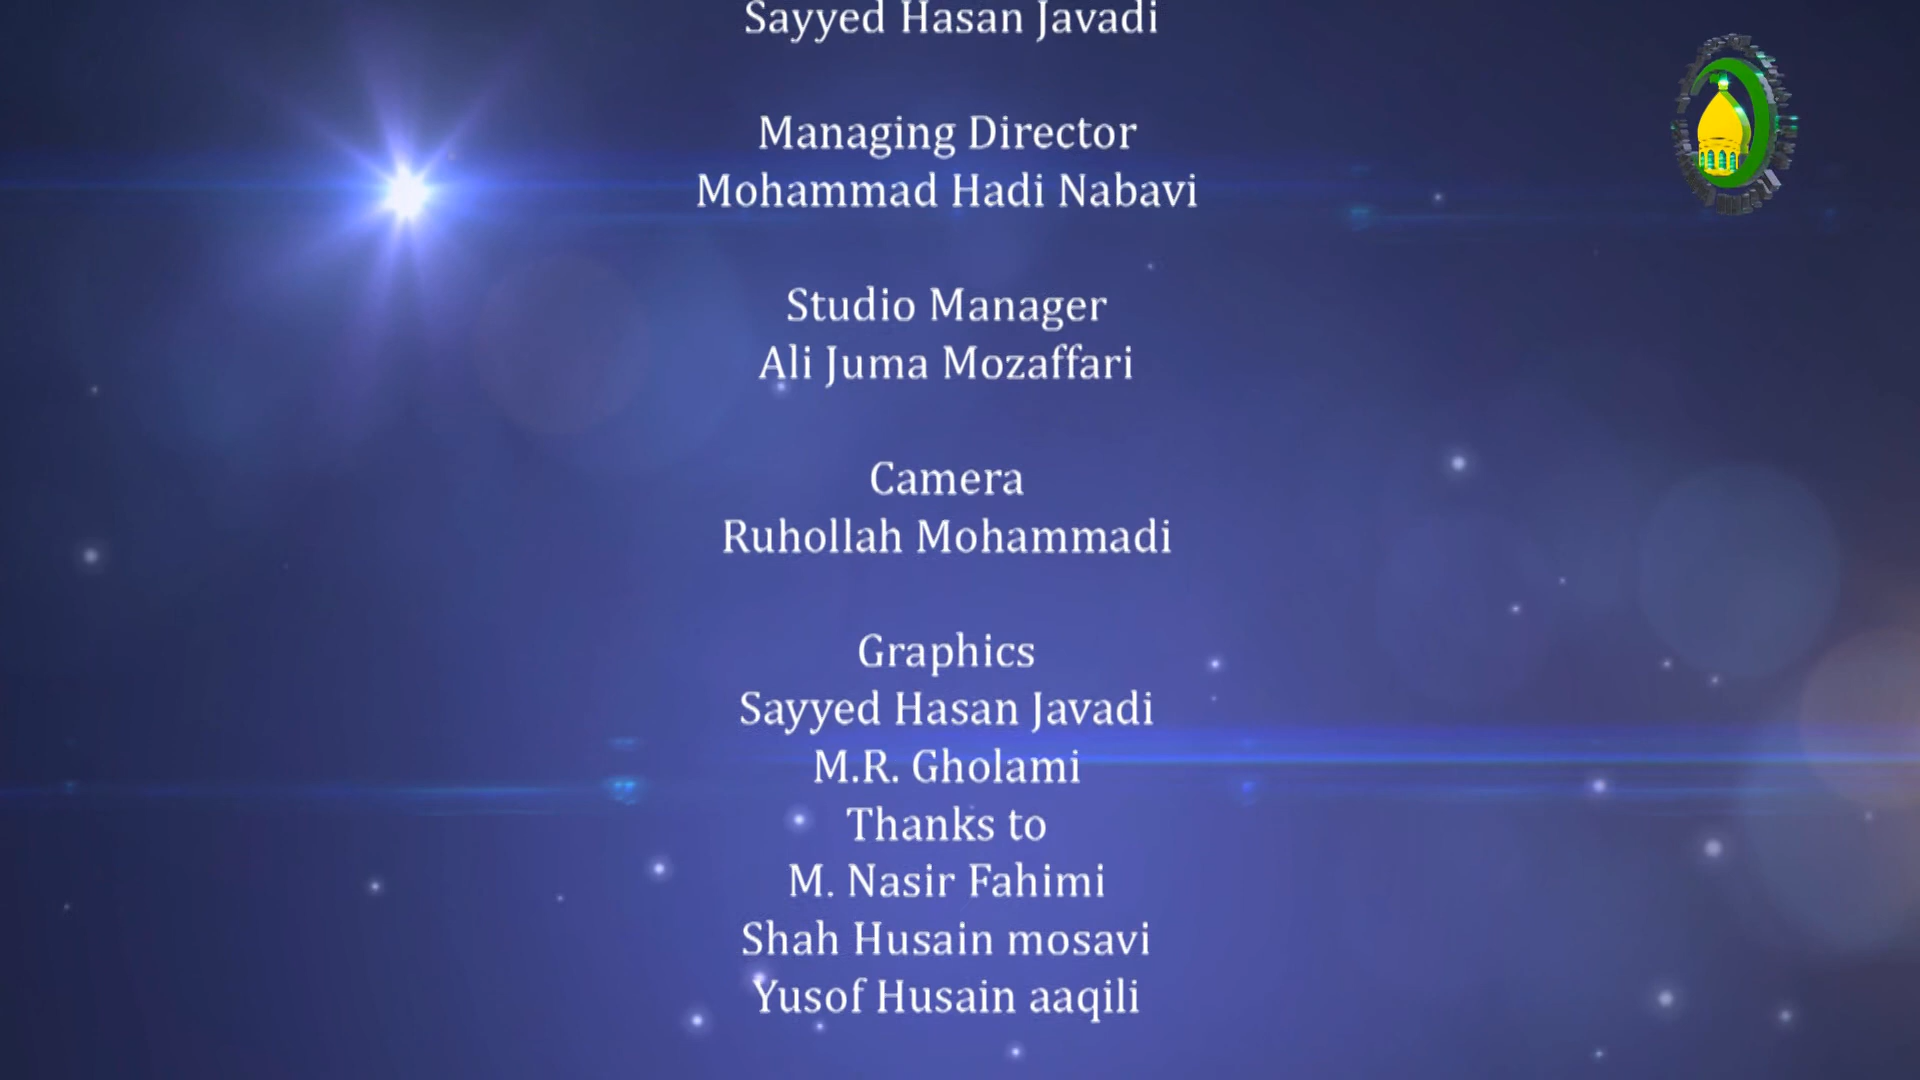 Sayyed Hasan Javadi
Managing Director
Mohammad Hadi Nabavi
Studio Manager
Ali Juma Mozaffari
Camera
Ruhollah Mohammadi
Graphics
Sayyed Hasan Javadi
M.R. Gholami
Thanks to
M. Nasir Fahimi
Shah Husain mosavi
Yusof Husain aaqili